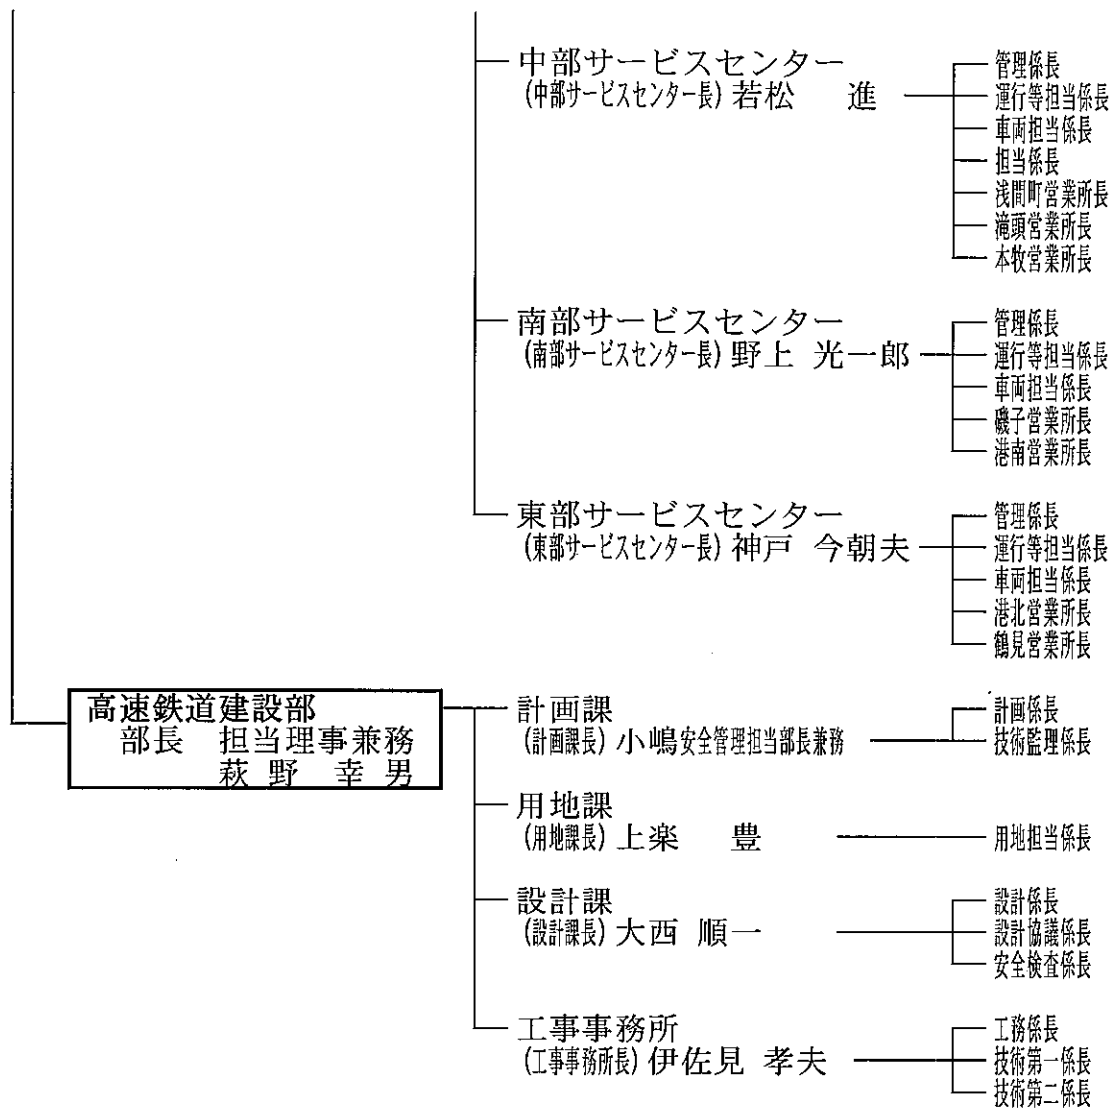 中部サービスセンター
(中部サービスセンター長) 若松 進
管理係長
運行等担当係長
車両担当係長
担当係長
浅間町営業所長
滝頭営業所長
本牧営業所長
南部サービスセンター
(南部サービスセンター長) 野上 光一郎
管理係長
運行等担当係長
車両担当係長
磯子営業所長
港南営業所長
東部サービスセンター
(東部サービスセンター長) 神戸 今朝夫
管理係長
運行等担当係長
車両担当係長
港北営業所長
鶴見営業所長
高速鉄道建設部
部長 担当理事兼務
萩野 幸男
計画課
(計画課長) 小嶋安全管理担当部長兼務
計画係長
技術監理係長
用地課
(用地課長) 上楽 豊
用地担当係長
設計課
(設計課長) 大西 順一
設計係長
設計協議係長
安全検査係長
工事事務所
(工事事務所長) 伊佐見 孝夫
工務係長
技術第一係長
技術第二係長